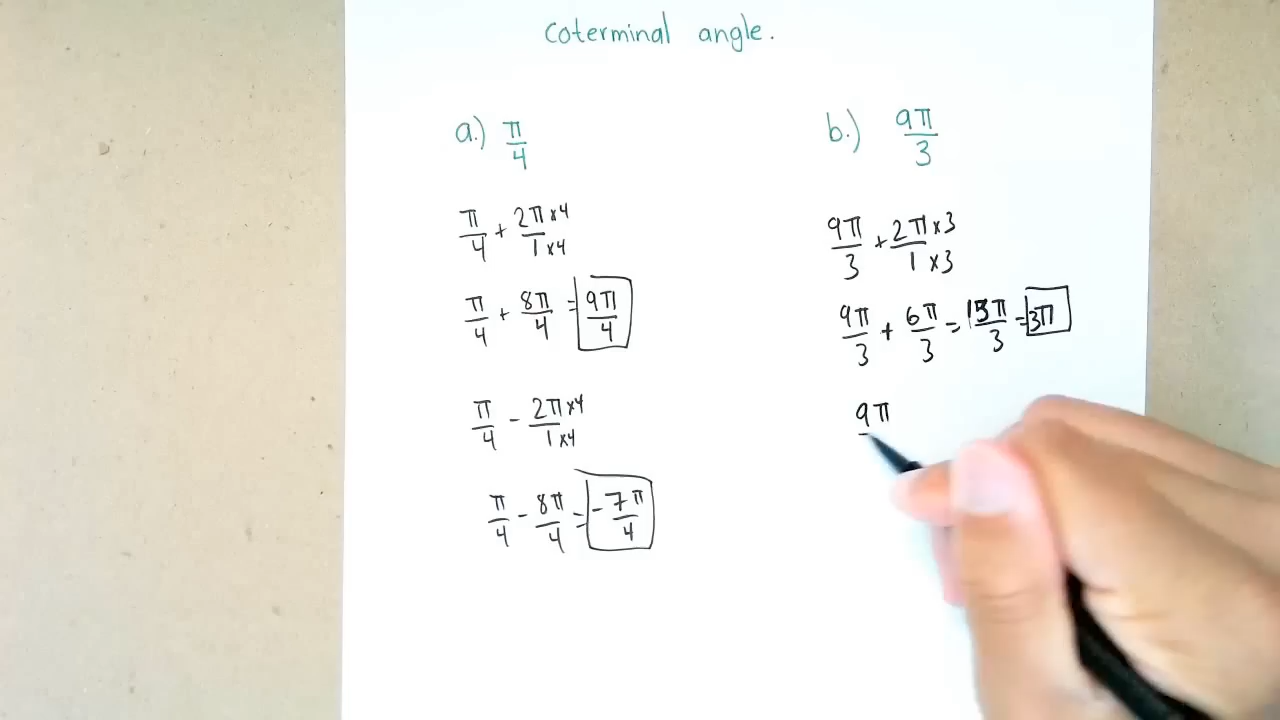 coterminal angle.
a.) π/4
π/4 + 2π×4/1×4
π/4 + 8π/4 = 9π/4
π/4 - 2π×4/1×4
π/4 - 8π/4 = -7π/4
b.) 9π/3
9π/3 + 2π×3/1×3
9π/3 + 6π/3 = 15π/3 = 3π
9π